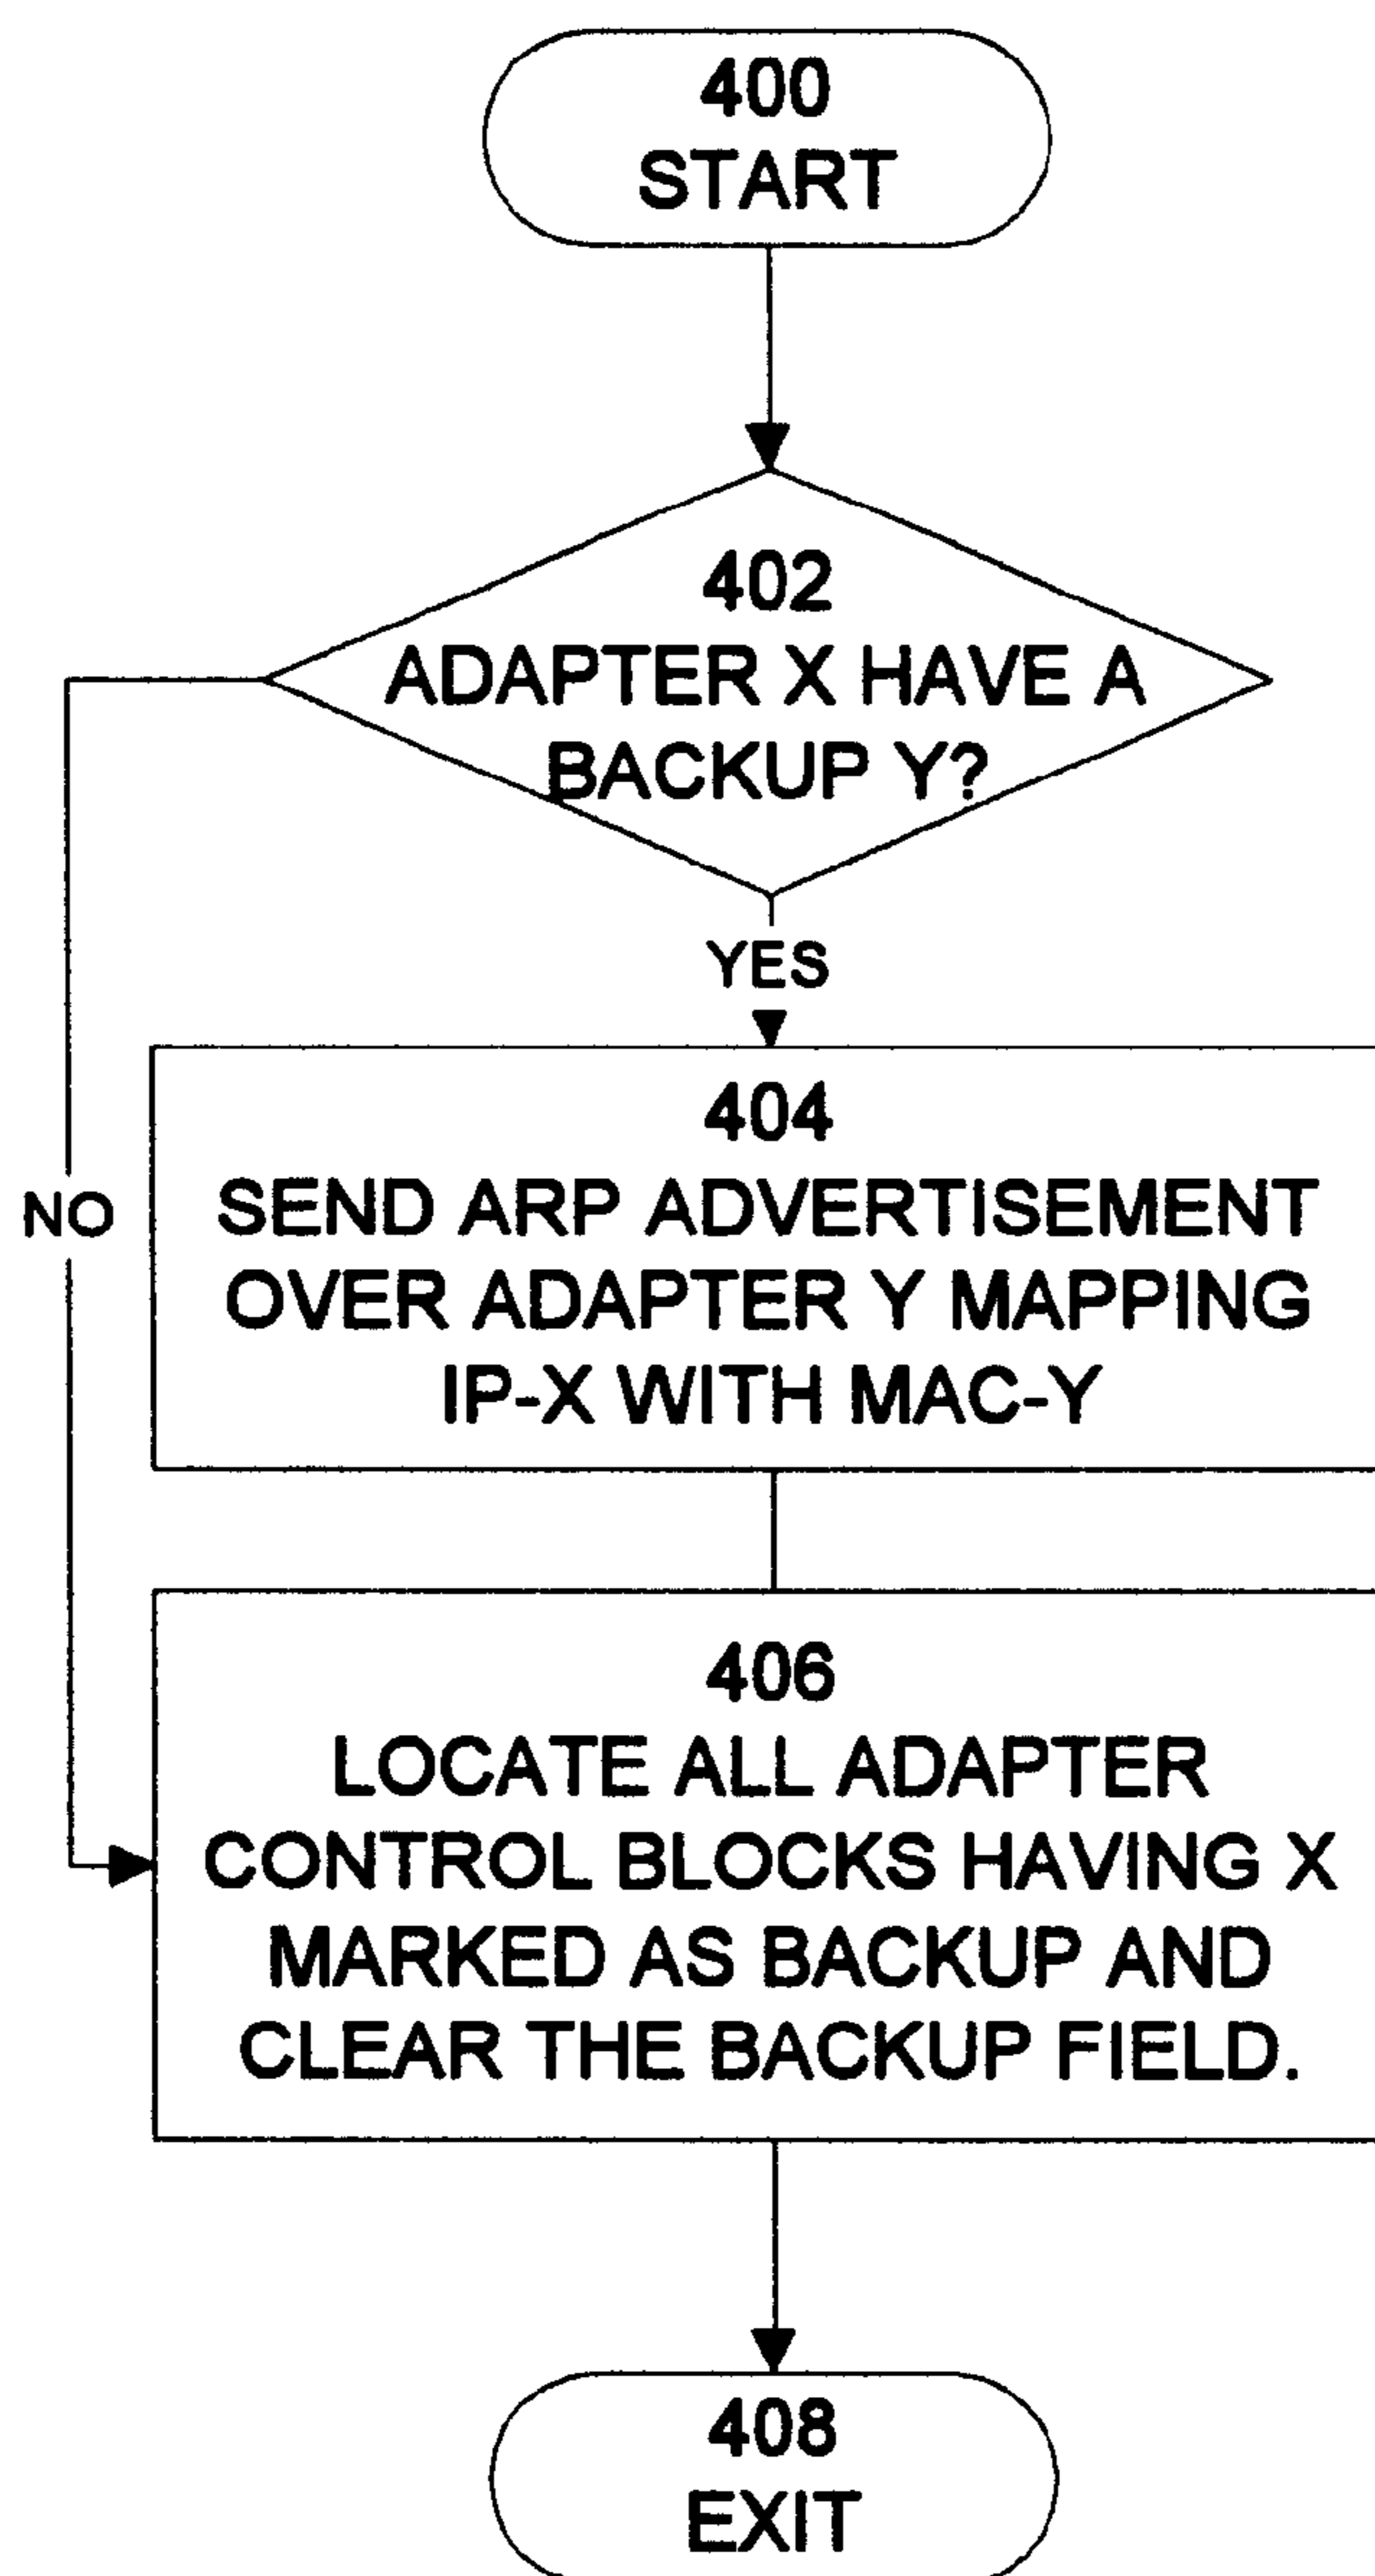 400
START
402
ADAPTER X HAVE A
BACKUP Y?
YES
404
SEND ARP ADVERTISEMENT
OVER ADAPTER Y MAPPING
IP-X WITH MAC-Y
NO
406
LOCATE ALL ADAPTER
CONTROL BLOCKS HAVING X
MARKED AS BACKUP AND
CLEAR THE BACKUP FIELD.
408
EXIT